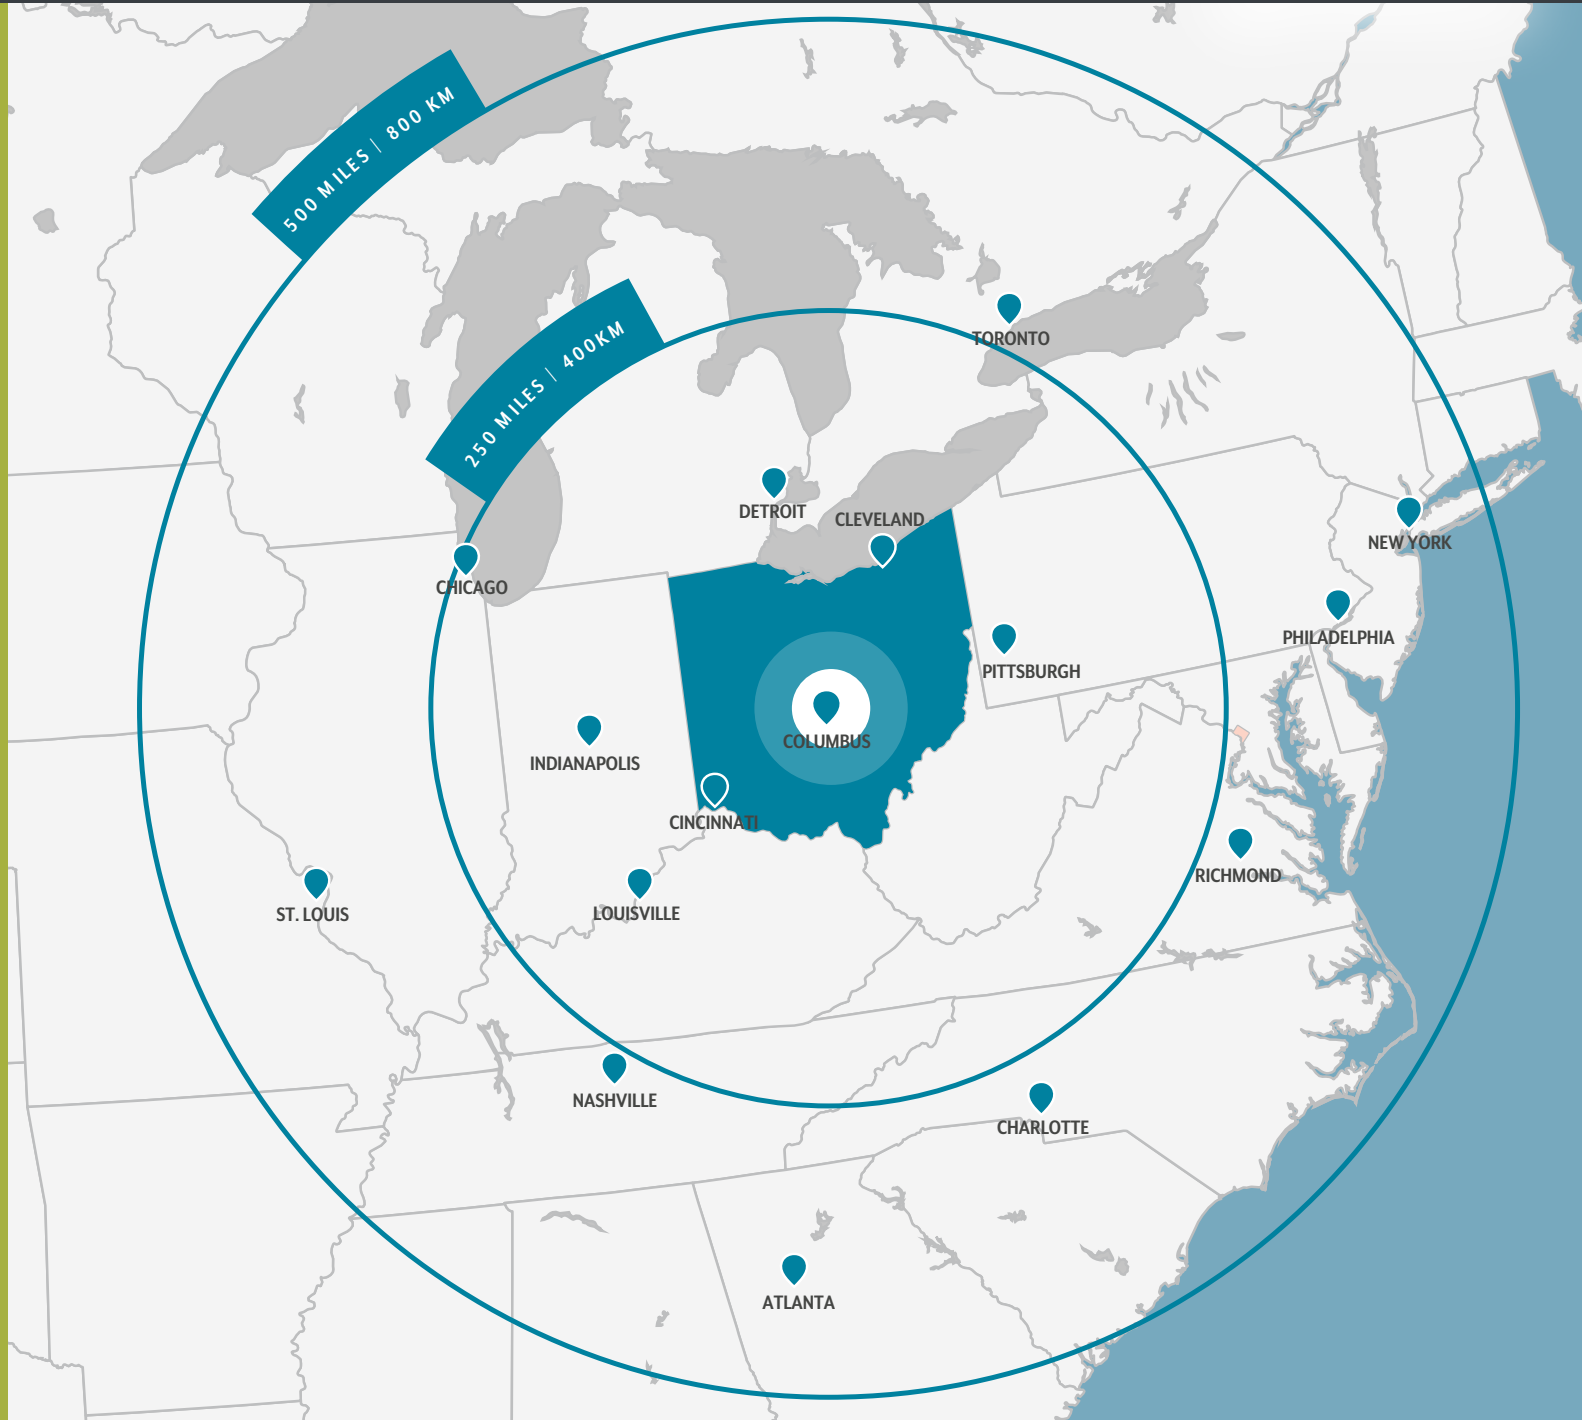 500 MILES | 800 KM
250 MILES | 400KM
TORONTO
DETROIT
CLEVELAND
NEW YORK
CHICAGO
PHILADELPHIA
PITTSBURGH
COLUMBUS
INDIANAPOLIS
CINCINNATI
RICHMOND
ST. LOUIS
LOUISVILLE
NASHVILLE
CHARLOTTE
ATLANTA